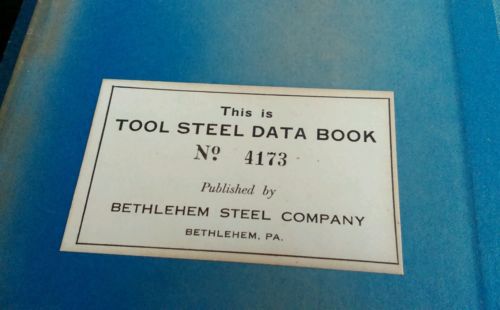 This is
TOOL STEEL DATA BOOK
Nº 4173
Published by
BETHLEHEM STEEL COMPANY
BETHLEHEM, PA.